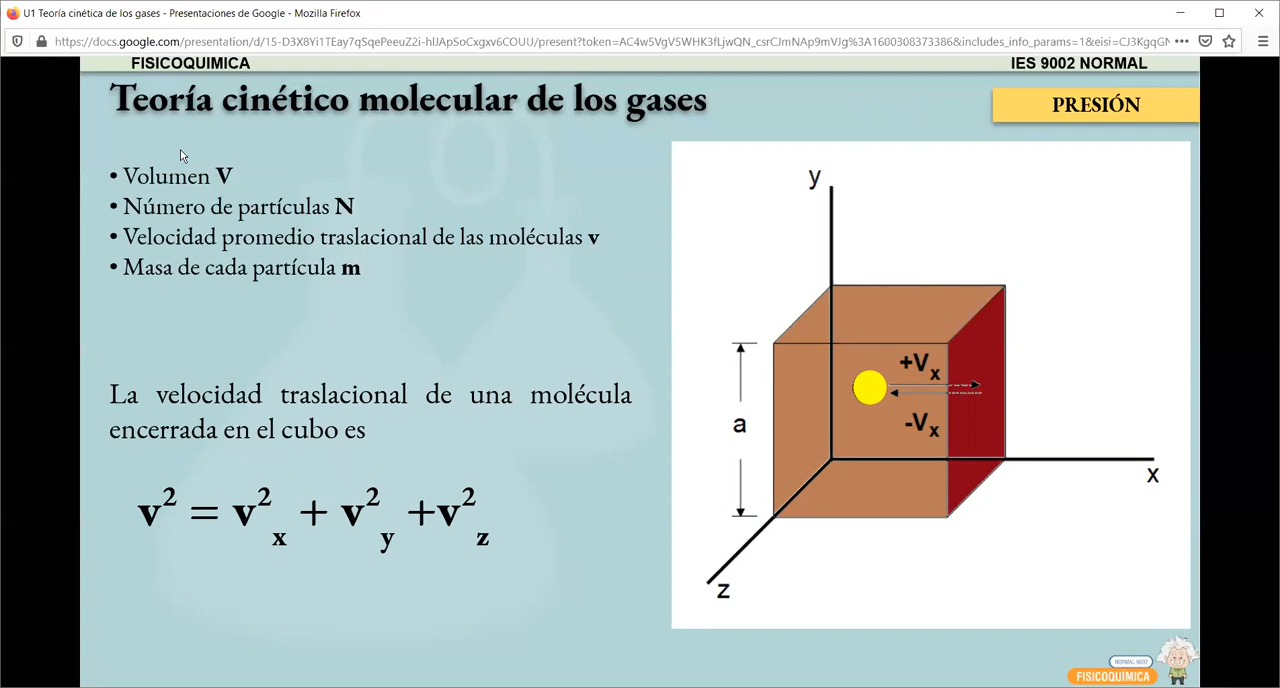 U1 Teoría cinética de los gases - Presentaciones de Google - Mozilla Firefox
https://docs.google.com/presentation/d/15-D3X8Yi1TEay7qSqePeeuZ2i-hlJApSoCxgxv6COUU/present?token=AC4w5VgV5WHK3fLjwQN_csrCJmNAp9mVJg%3A1600308373386&includes_info_params=1&eisi=CJ3KgqGN
FISICOQUIMICA
IES 9002 NORMAL
Teoría cinético molecular de los gases
PRESIÓN
• Volumen V
• Número de partículas N
• Velocidad promedio traslacional de las moléculas v
• Masa de cada partícula m
La velocidad traslacional de una molécula
encerrada en el cubo es
v² = v²x + v²y +v²z
y
+Vx
-Vx
a
x
z
NORMAL 9002
FISICOQUÍMICA